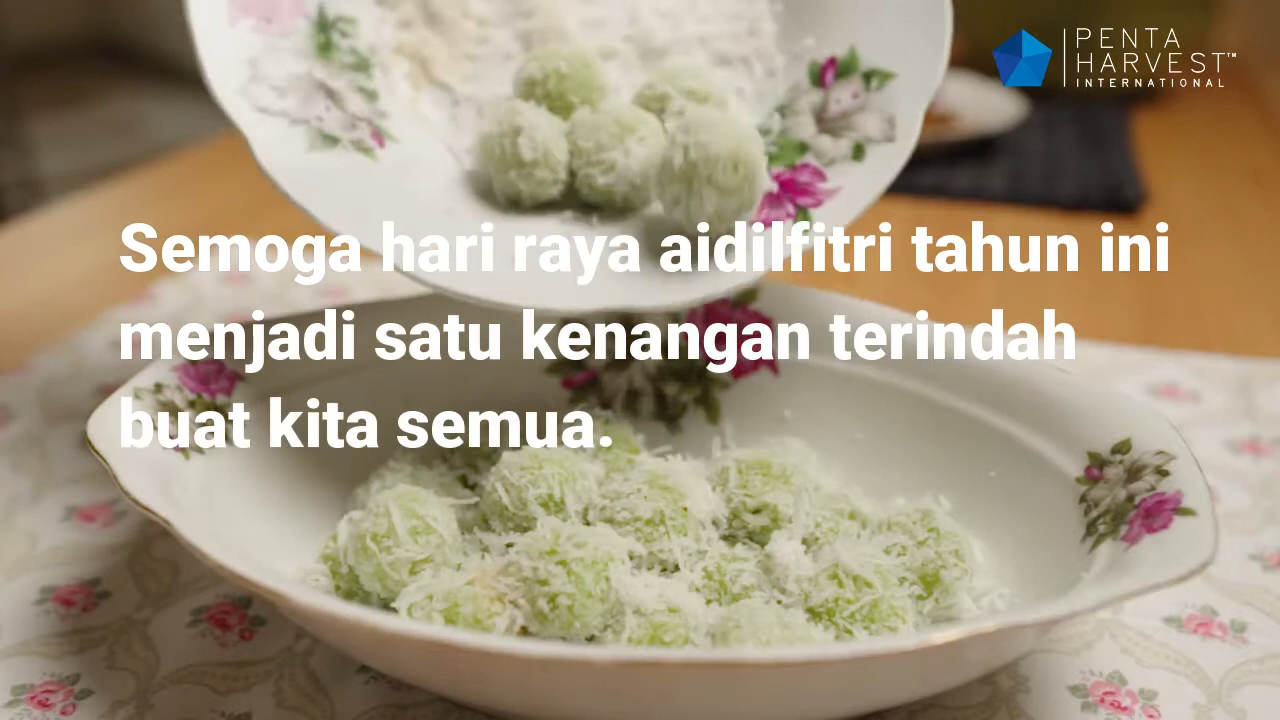 PENTA
HARVEST™
INTERNATIONAL
Semoga hari raya aidilfitri tahun ini
menjadi satu kenangan terindah
buat kita semua.